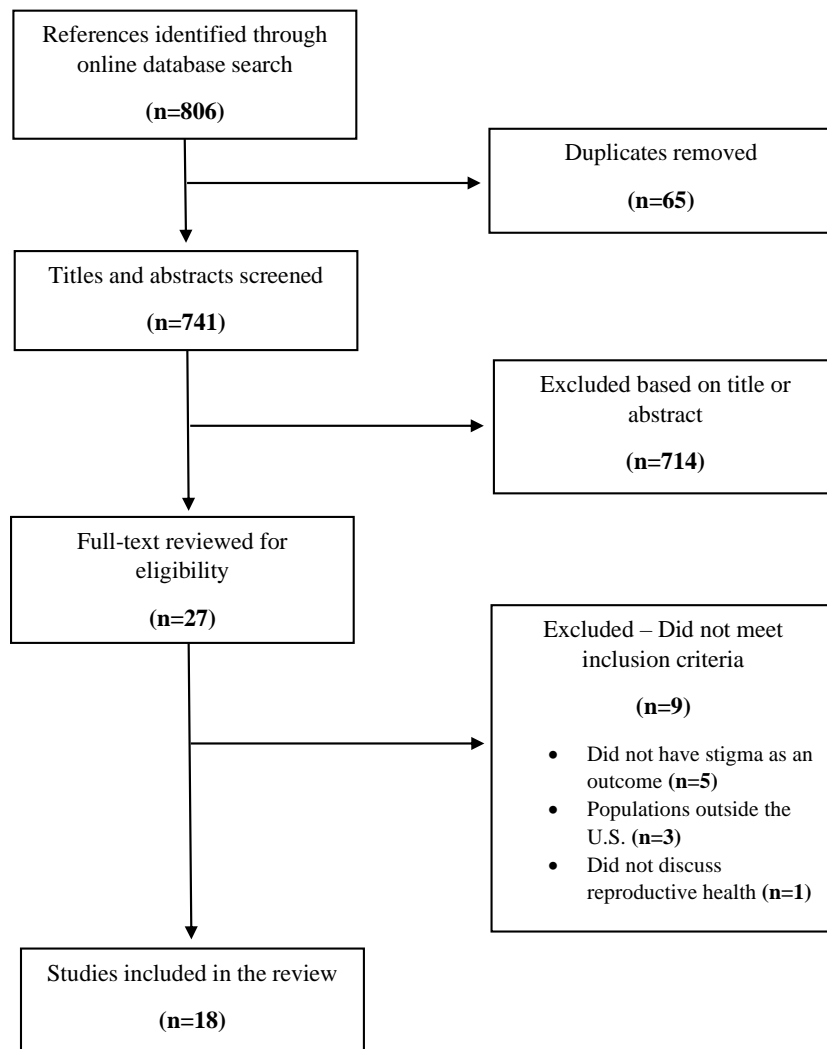 References identified through
online database search
(n=806)
Duplicates removed
(n=65)
Titles and abstracts screened
(n=741)
Excluded based on title or
abstract
(n=714)
Full-text reviewed for
eligibility
(n=27)
Excluded – Did not meet
inclusion criteria
(n=9)
• Did not have stigma as an
outcome (n=5)
• Populations outside the
U.S. (n=3)
• Did not discuss
reproductive health (n=1)
Studies included in the review
(n=18)